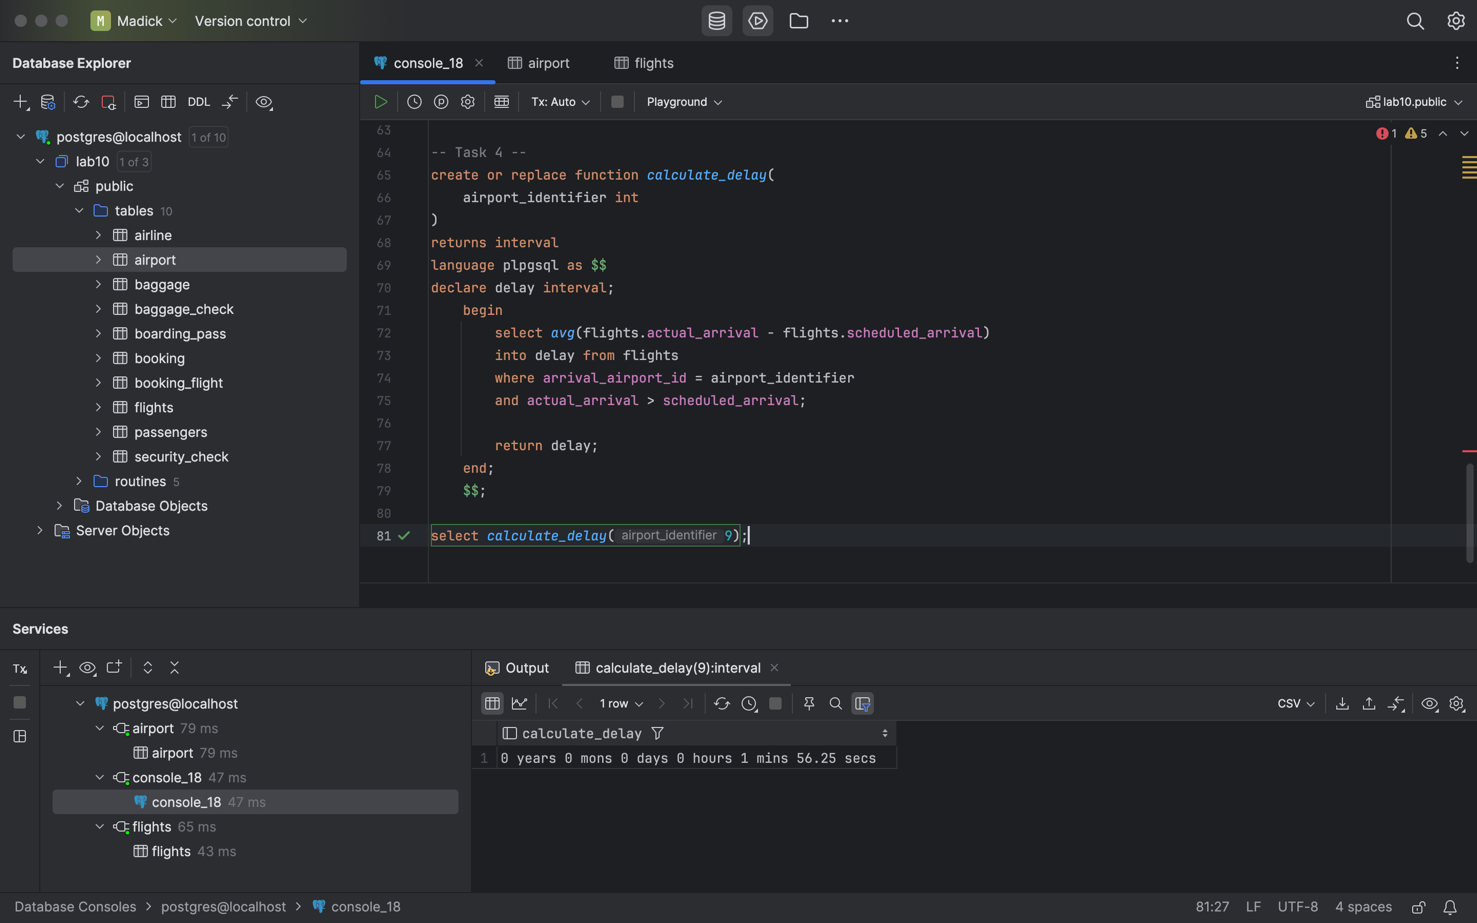 M Madick Version control
Database Explorer
DDL
postgres@localhost 1 of 10
lab10 1 of 3
public
tables 10
airline
airport
baggage
baggage_check
boarding_pass
booking
booking_flight
flights
passengers
security_check
routines 5
Database Objects
Server Objects
console_18 airport flights
Tx: Auto Playground lab10.public
1 5
63
64 -- Task 4 --
65 create or replace function calculate_delay(
66 airport_identifier int
67 )
68 returns interval
69 language plpgsql as $$
70 declare delay interval;
71 begin
72 select avg(flights.actual_arrival - flights.scheduled_arrival)
73 into delay from flights
74 where arrival_airport_id = airport_identifier
75 and actual_arrival > scheduled_arrival;
76
77 return delay;
78 end;
79 $$;
80
81 select calculate_delay( airport_identifier 9);
Services
Tx
postgres@localhost
airport 79 ms
airport 79 ms
console_18 47 ms
console_18 47 ms
flights 65 ms
flights 43 ms
Output calculate_delay(9):interval
1 row CSV
calculate_delay
1 0 years 0 mons 0 days 0 hours 1 mins 56.25 secs
Database Consoles > postgres@localhost > console_18
81:27 LF UTF-8 4 spaces